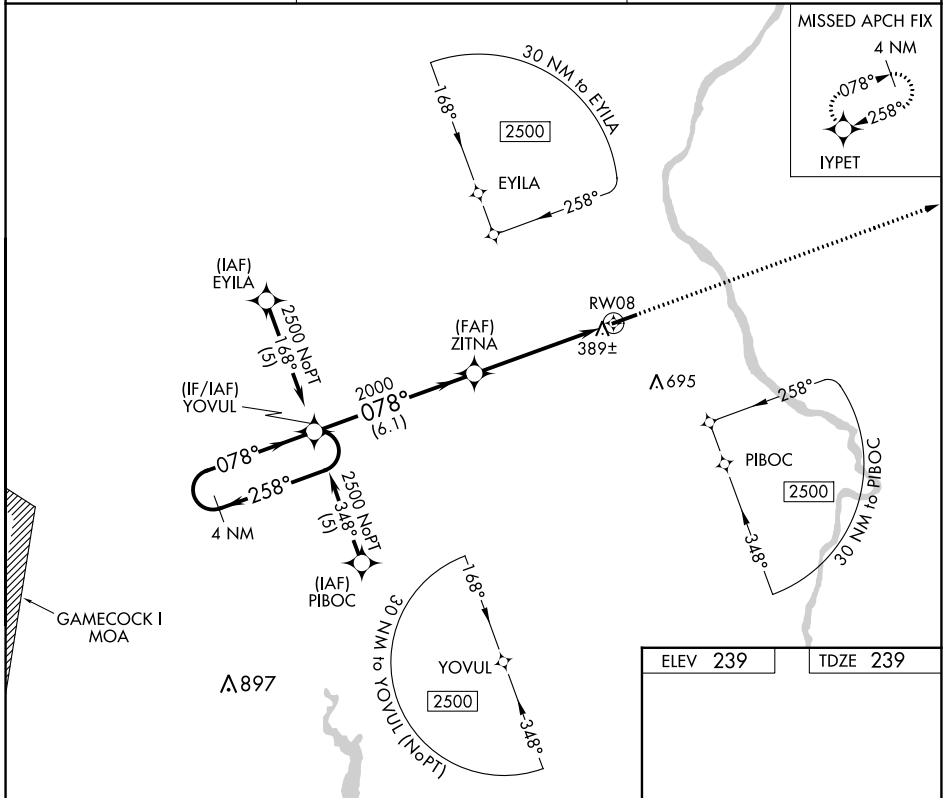 MISSED APCH FIX
4 NM
078°
258°
IYPET
30 NM to EYILA
168°
2500
EYILA
258°
(IAF)
EYILA
2500 NoPT
168°
(5)
RW08
389±
(FAF)
ZITNA
2000
078°
(6.1)
(IF/IAF)
YOVUL
695
258°
PIBOC
2500
348°
30 NM to PIBOC
078°
258°
4 NM
2500 NoPT
348°
(5)
(IAF)
PIBOC
GAMECOCK I
MOA
897
30 NM to YOVUL (NoPT)
168°
YOVUL
2500
348°
ELEV 239
TDZE 239